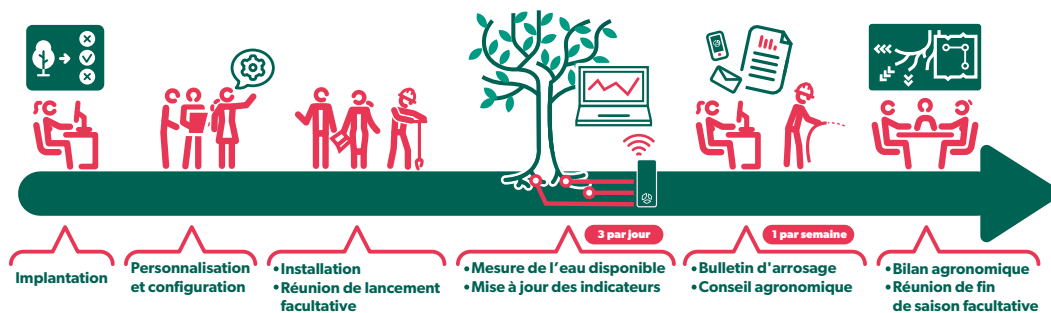 3 par jour
1 par semaine
Implantation
Personnalisation
et configuration
• Installation
• Réunion de lancement
facultative
• Mesure de l'eau disponible
• Mise à jour des indicateurs
• Bulletin d'arrosage
• Conseil agronomique
• Bilan agronomique
• Réunion de fin
de saison facultative